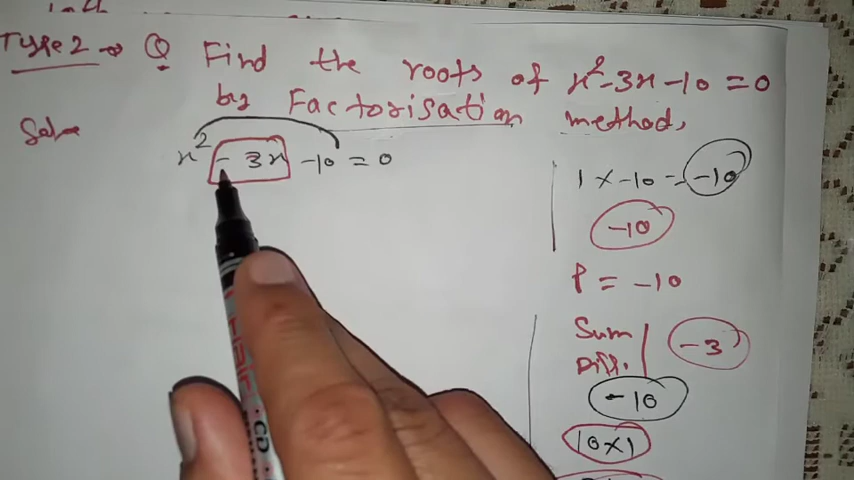 Type 2 → Q Find the roots of x²-3x-10=0
by Factorisation method,
Solve
x² - 3x -10 = 0
1 × -10 = -10
-10
P = -10
Sum
Diff. -3
-10
10×1